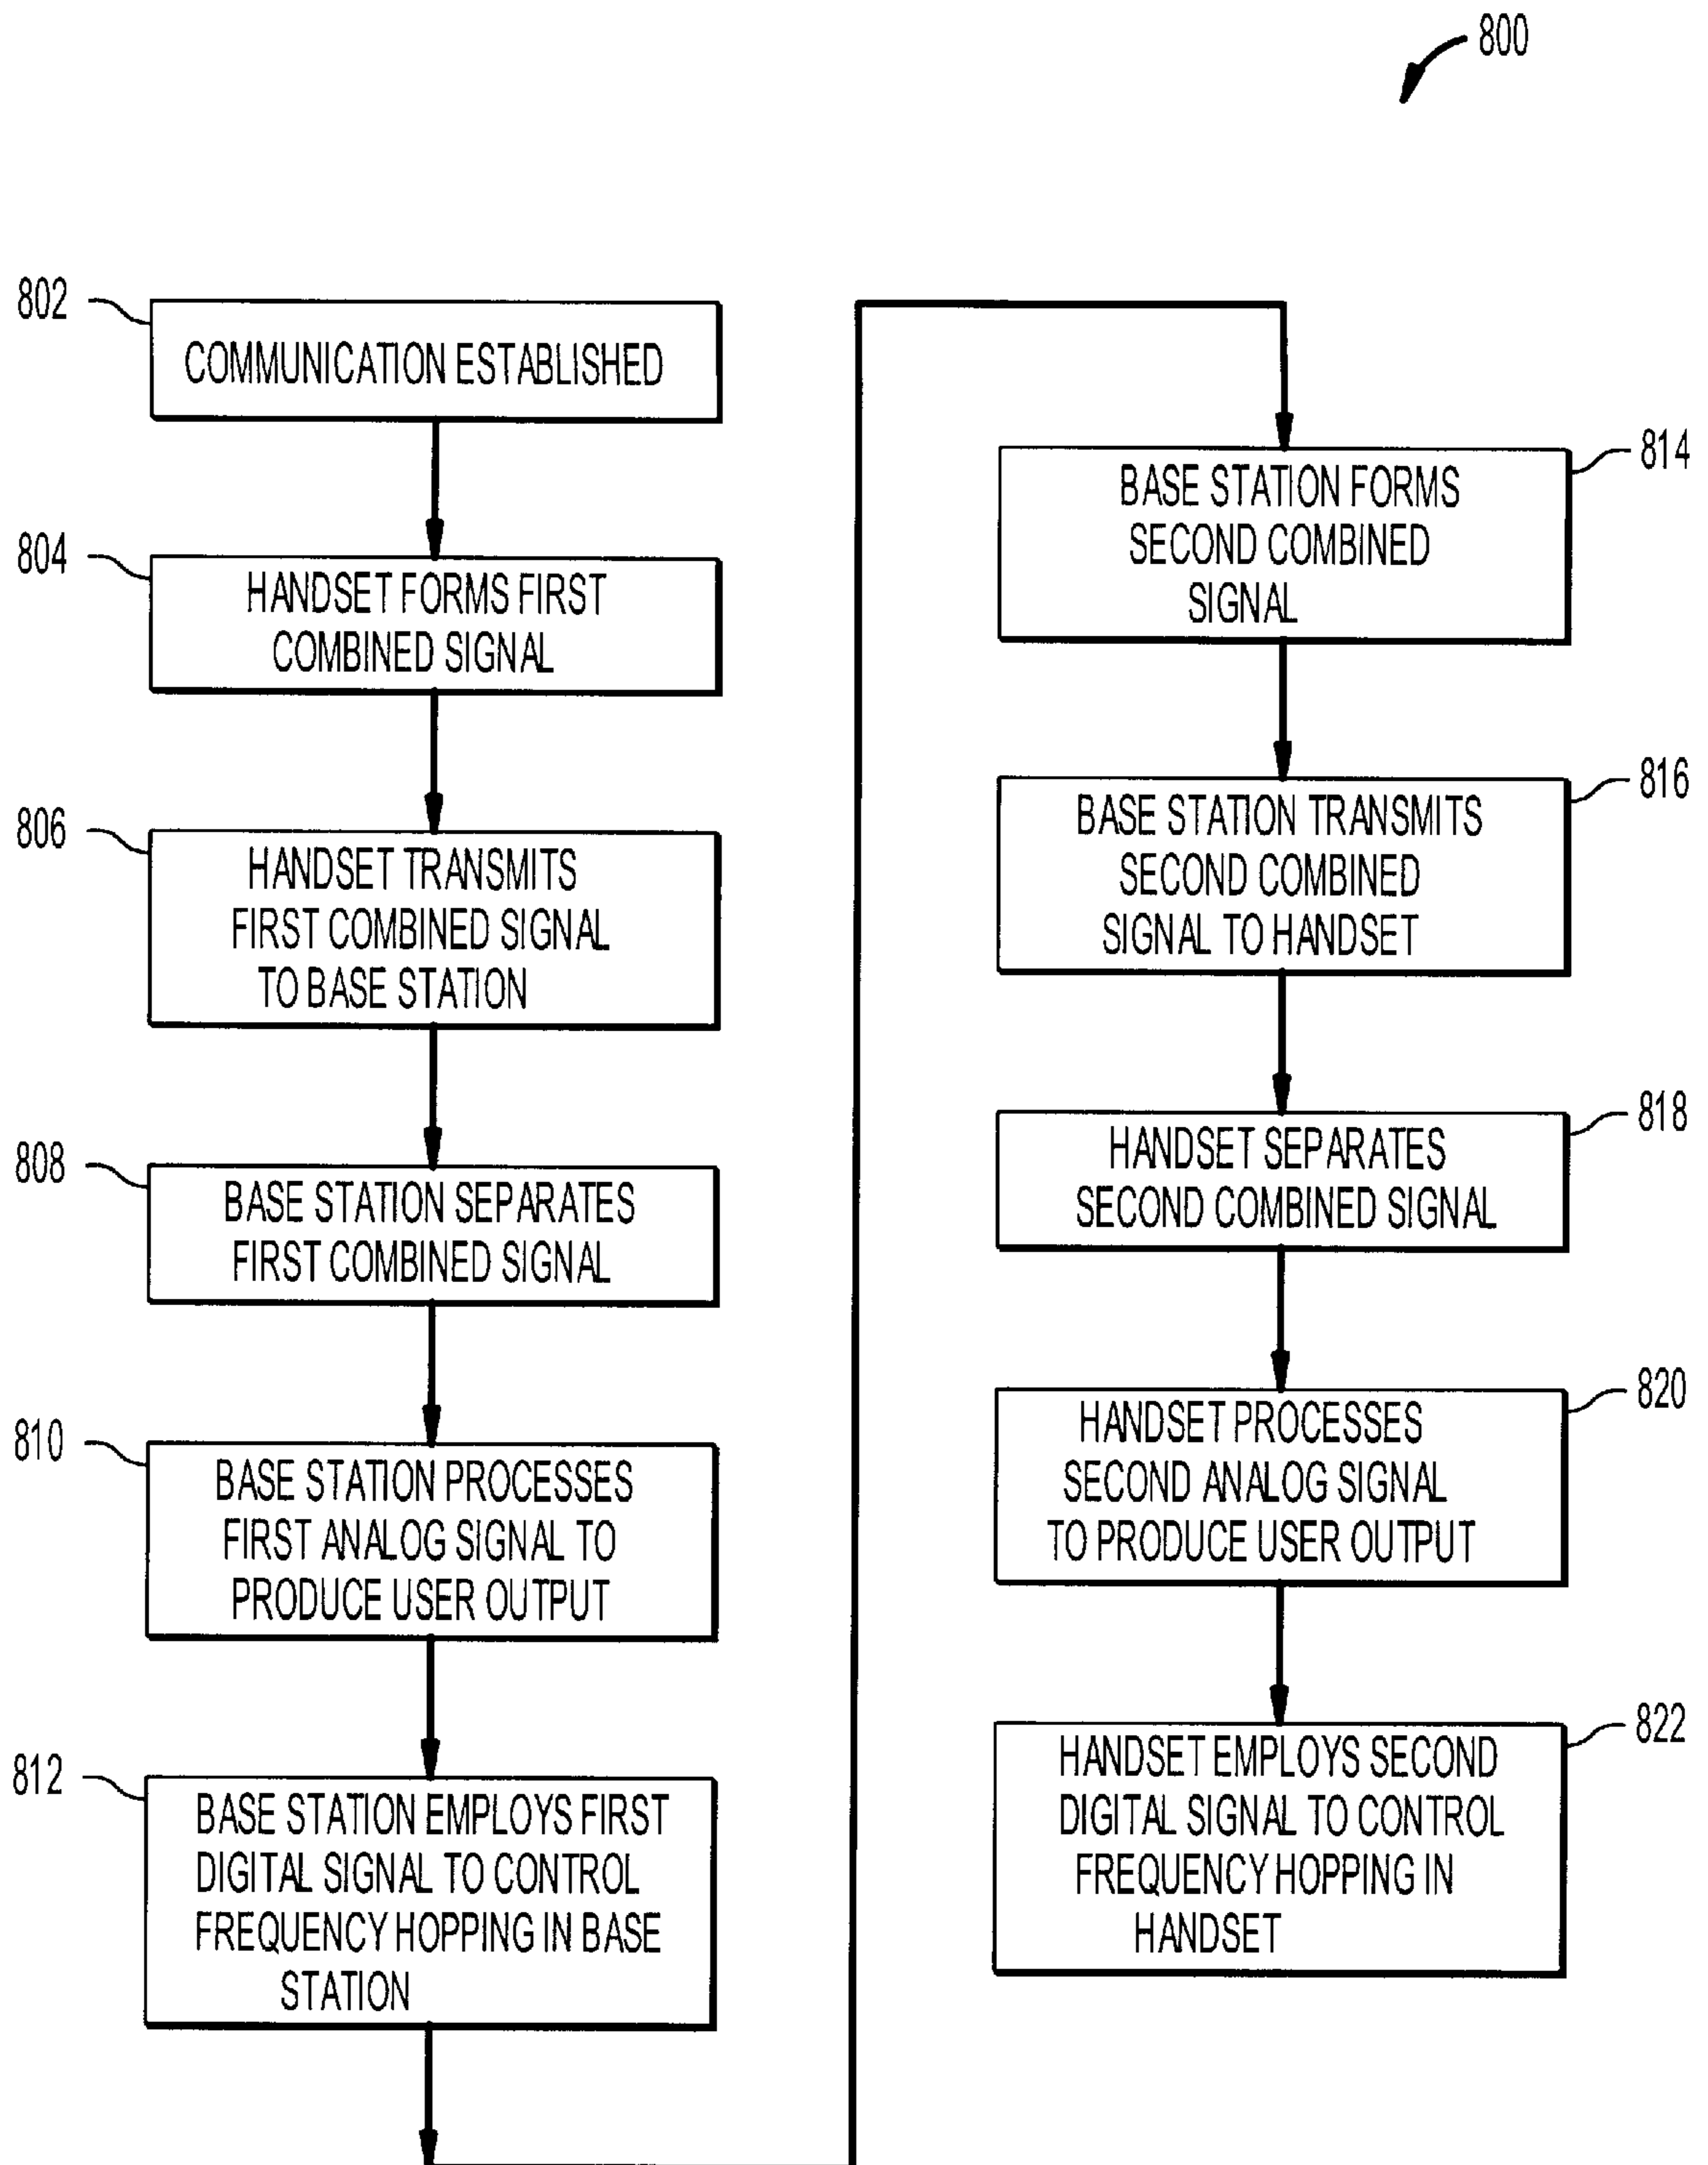 800
802
COMMUNICATION ESTABLISHED
804
HANDSET FORMS FIRST
COMBINED SIGNAL
806
HANDSET TRANSMITS
FIRST COMBINED SIGNAL
TO BASE STATION
808
BASE STATION SEPARATES
FIRST COMBINED SIGNAL
810
BASE STATION PROCESSES
FIRST ANALOG SIGNAL TO
PRODUCE USER OUTPUT
812
BASE STATION EMPLOYS FIRST
DIGITAL SIGNAL TO CONTROL
FREQUENCY HOPPING IN BASE
STATION
814
BASE STATION FORMS
SECOND COMBINED
SIGNAL
816
BASE STATION TRANSMITS
SECOND COMBINED
SIGNAL TO HANDSET
818
HANDSET SEPARATES
SECOND COMBINED SIGNAL
820
HANDSET PROCESSES
SECOND ANALOG SIGNAL
TO PRODUCE USER OUTPUT
822
HANDSET EMPLOYS SECOND
DIGITAL SIGNAL TO CONTROL
FREQUENCY HOPPING IN
HANDSET